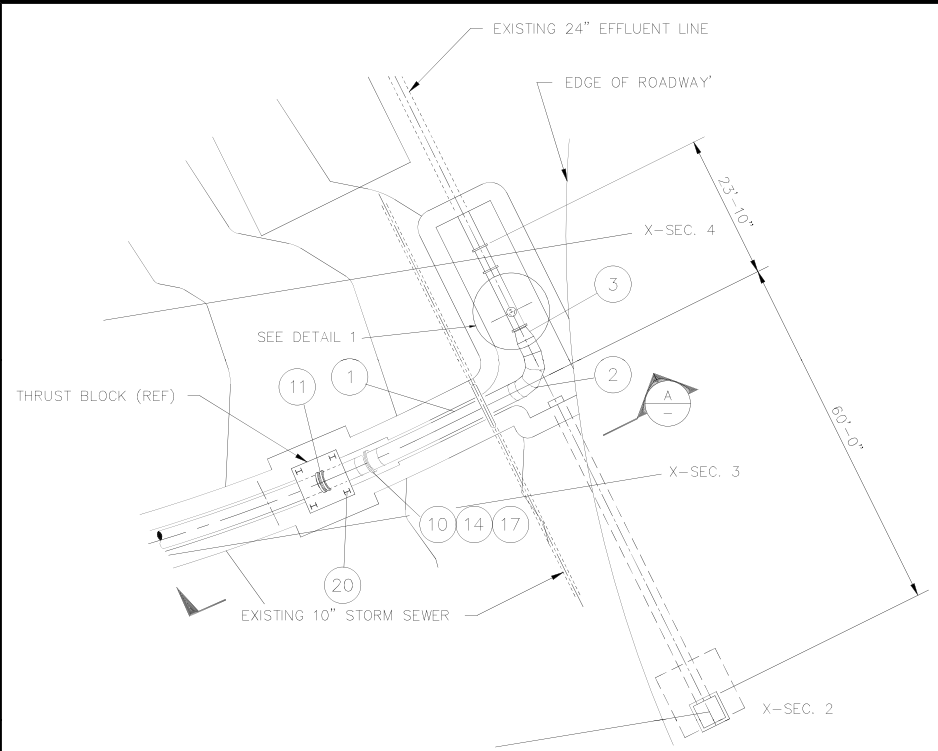 EXISTING 24" EFFLUENT LINE
EDGE OF ROADWAY'
23'-10"
X-SEC. 4
3
SEE DETAIL 1
1
2
11
THRUST BLOCK (REF)
A
—
60'-0"
X-SEC. 3
10 14 17
20
EXISTING 10" STORM SEWER
X-SEC. 2